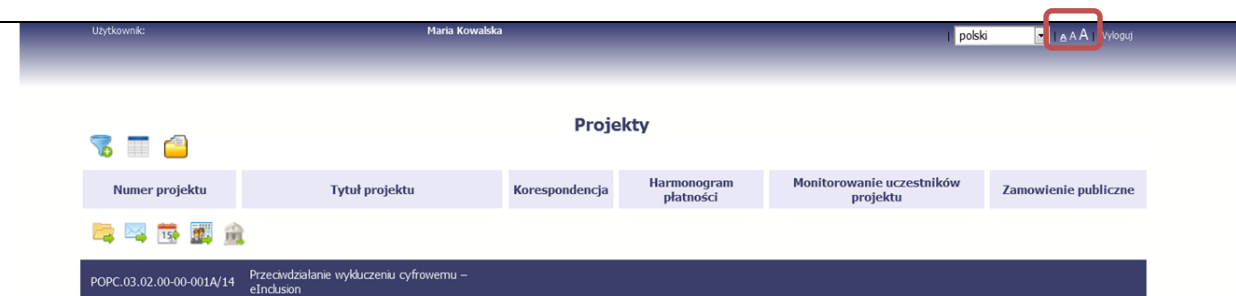 Użytkownik: Maria Kowalska | polski | A A A | Wyloguj
Projekty
Numer projektu Tytuł projektu Korespondencja Harmonogram płatności Monitorowanie uczestników projektu Zamowienie publiczne
15
POPC.03.02.00-00-001A/14 Przeciwdziałanie wykluczeniu cyfrowemu –
eInclusion